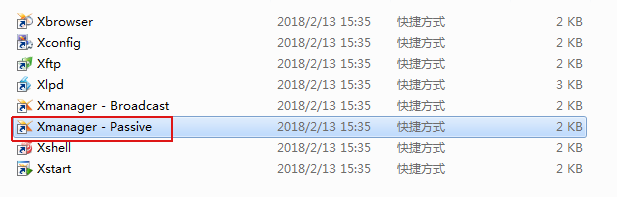 Xbrowser 2018/2/13 15:35 快捷方式 2 KB
Xconfig 2018/2/13 15:35 快捷方式 2 KB
Xftp 2018/2/13 15:35 快捷方式 2 KB
Xlpd 2018/2/13 15:35 快捷方式 3 KB
Xmanager - Broadcast 2018/2/13 15:35 快捷方式 2 KB
Xmanager - Passive 2018/2/13 15:35 快捷方式 2 KB
Xshell 2018/2/13 15:35 快捷方式 2 KB
Xstart 2018/2/13 15:35 快捷方式 2 KB